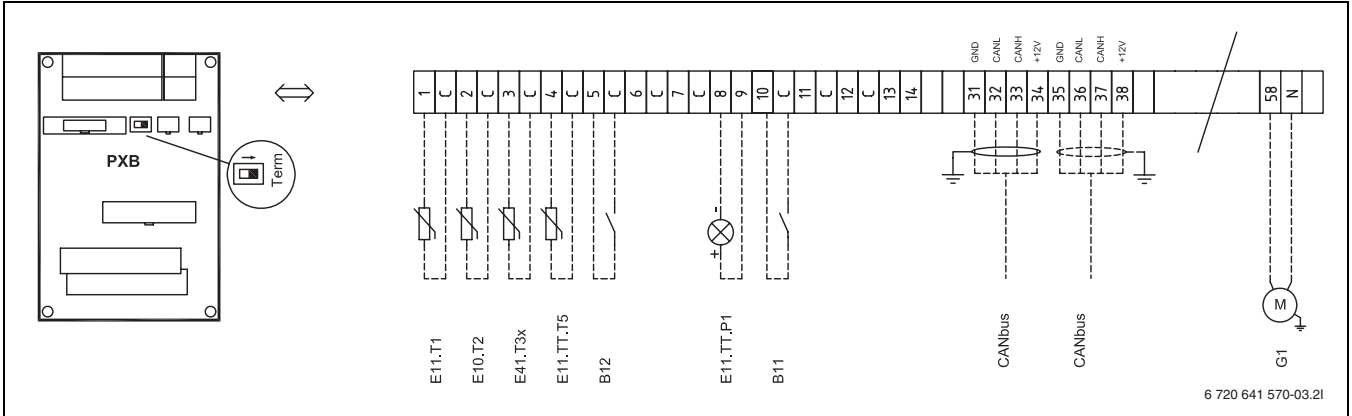 PXB
Term
GND
CANL
CANH
+12V
GND
CANL
CANH
+12V
1 C 2 C 3 C 4 C 5 C 6 C 7 C 8 9 10 C 11 C 12 C 13 14 31 32 33 34 35 36 37 38 58 N
-
+
M
E11.T1
E10.T2
E41.T3x
E11.TT.T5
B12
E11.TT.P1
B11
CANbus
CANbus
G1
6 720 641 570-03.2I